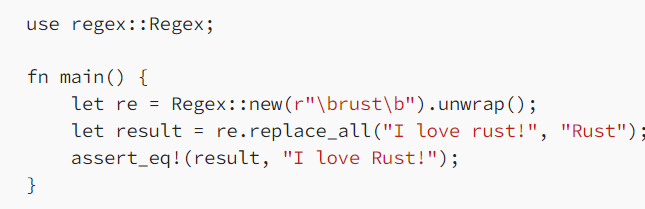 use regex::Regex;

fn main() {
    let re = Regex::new(r"\brust\b").unwrap();
    let result = re.replace_all("I love rust!", "Rust");
    assert_eq!(result, "I love Rust!");
}